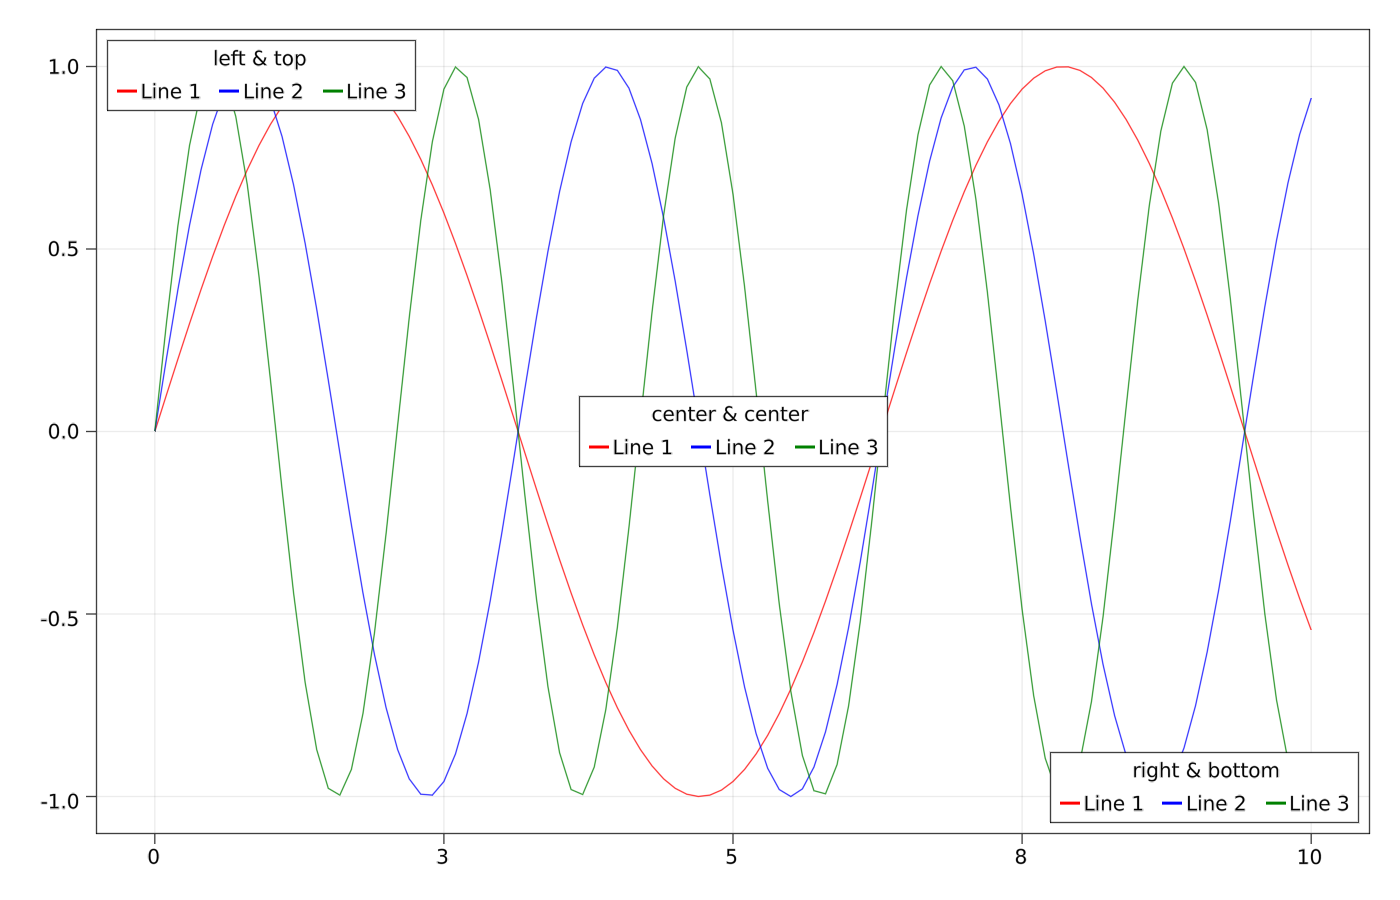 left & top
Line 1 Line 2 Line 3
1.0
0.5
0.0
-0.5
-1.0
center & center
Line 1 Line 2 Line 3
right & bottom
Line 1 Line 2 Line 3
0 3 5 8 10